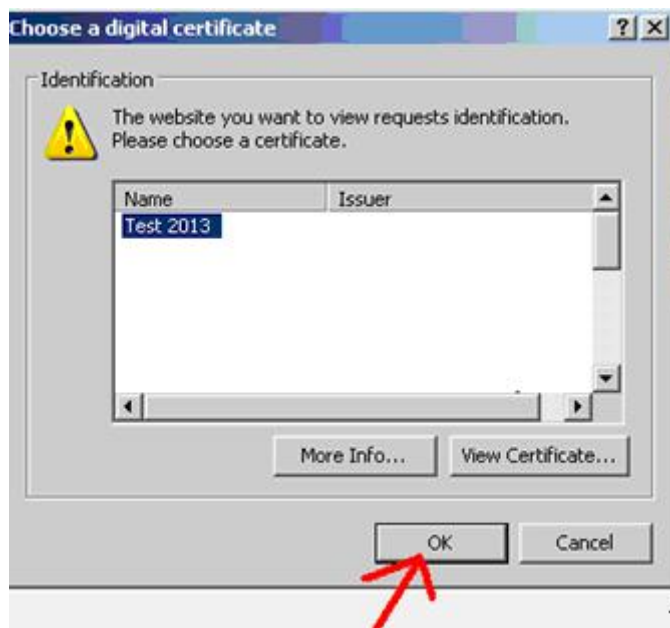 Choose a digital certificate
Identification
The website you want to view requests identification.
Please choose a certificate.
Name Issuer
Test 2013
More Info... View Certificate...
OK Cancel